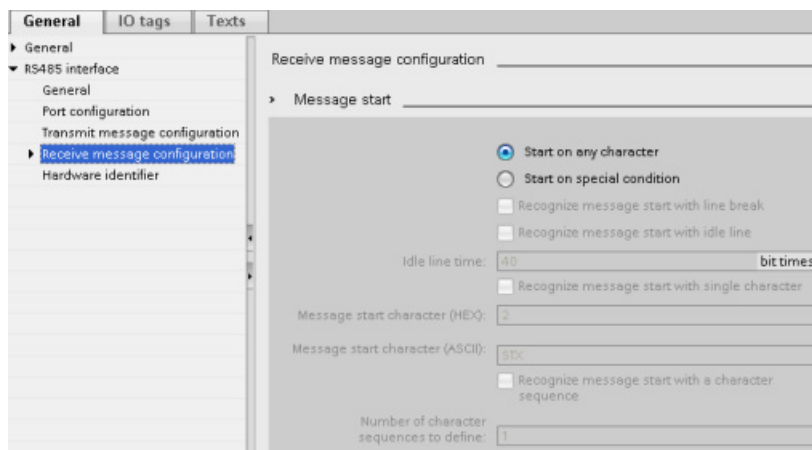 General IO tags Texts
General
RS485 interface
General
Port configuration
Transmit message configuration
Receive message configuration
Hardware identifier
Receive message configuration
Message start
Start on any character
Start on special condition
Recognize message start with line break
Recognize message start with idle line
Idle line time: 40 bit times
Recognize message start with single character
Message start character (HEX): 2
Message start character (ASCII): STX
Recognize message start with a character
sequence
Number of character
sequences to define: 1